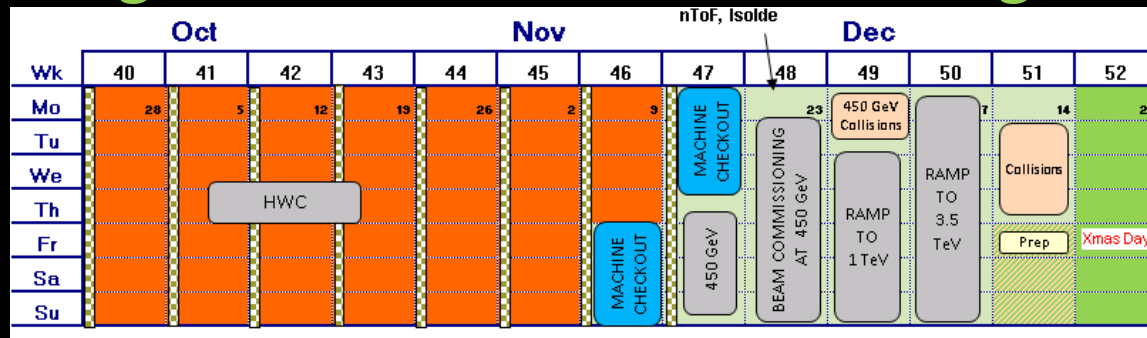 nToF, Isolde
Oct Nov Dec
Wk 40 41 42 43 44 45 46 47 48 49 50 51 52
Mo 28 5 12 19 26 2 9 23 7 14 2
Tu
We
Th
Fr
Sa
Su
HWC
MACHINE
CHECKOUT
MACHINE
CHECKOUT
450 GeV
BEAM COMMISSIONING
AT 450 GeV
450 GeV
Collisions
RAMP
TO
1 TeV
RAMP
TO
3.5
TeV
Collisions
Prep
Xmas Day